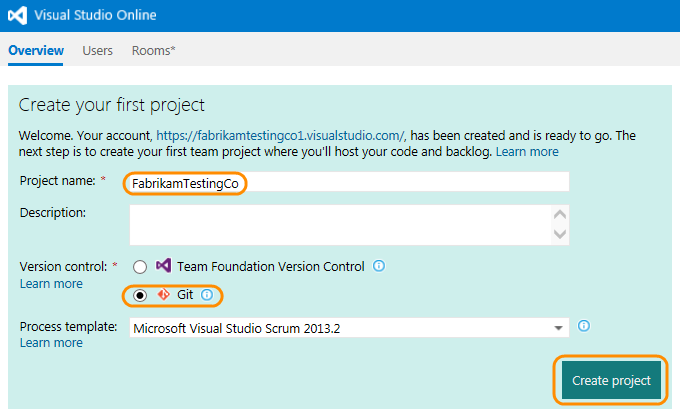 Visual Studio Online
Overview Users Rooms*
Create your first project
Welcome. Your account, https://fabrikamtestingco1.visualstudio.com/, has been created and is ready to go. The
next step is to create your first team project where you'll host your code and backlog. Learn more
Project name: * FabrikamTestingCo
Description:
Version control: * Team Foundation Version Control
Learn more
Git
Process template: Microsoft Visual Studio Scrum 2013.2
Learn more
Create project